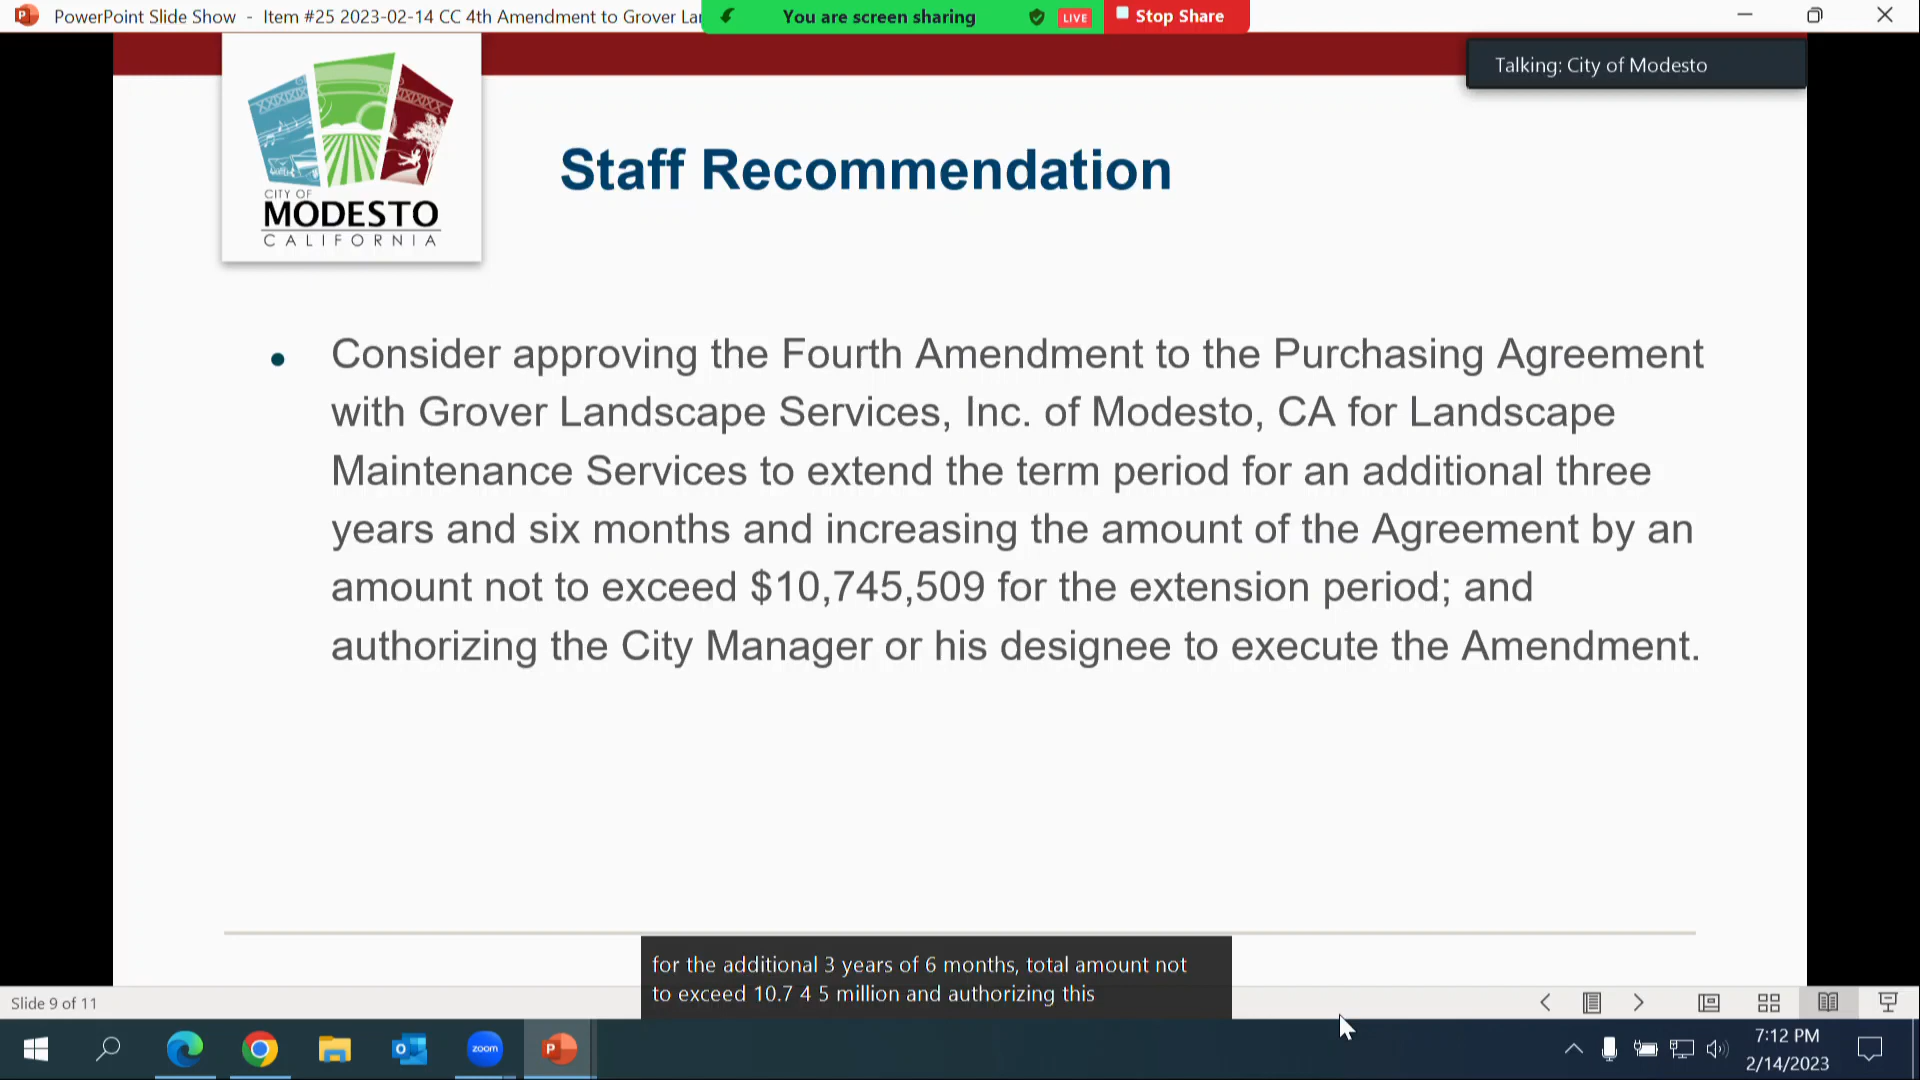 PowerPoint Slide Show - Item #25 2023-02-14 CC 4th Amendment to Grover
You are screen sharing
LIVE
Stop Share
Talking: City of Modesto
CITY OF
MODESTO
CALIFORNIA
Staff Recommendation
• Consider approving the Fourth Amendment to the Purchasing Agreement
with Grover Landscape Services, Inc. of Modesto, CA for Landscape
Maintenance Services to extend the term period for an additional three
years and six months and increasing the amount of the Agreement by an
amount not to exceed $10,745,509 for the extension period; and
authorizing the City Manager or his designee to execute the Amendment.
for the additional 3 years of 6 months, total amount not
to exceed 10.7 4 5 million and authorizing this
Slide 9 of 11
zoom
7:12 PM
2/14/2023